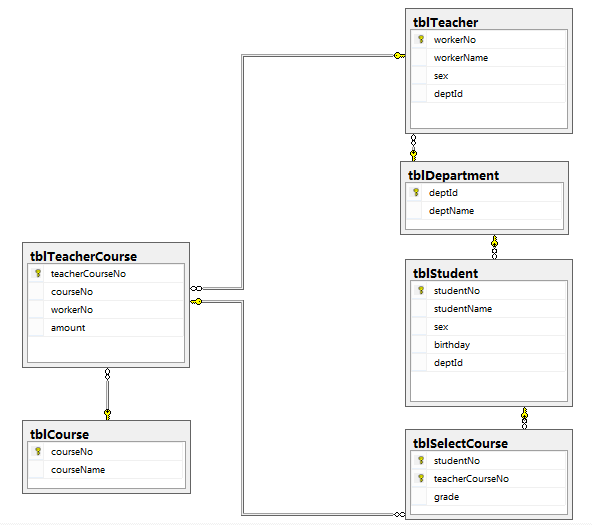 tblTeacher
workerNo
workerName
sex
deptId
tblDepartment
deptId
deptName
tblTeacherCourse
teacherCourseNo
courseNo
workerNo
amount
tblStudent
studentNo
studentName
sex
birthday
deptId
tblCourse
courseNo
courseName
tblSelectCourse
studentNo
teacherCourseNo
grade